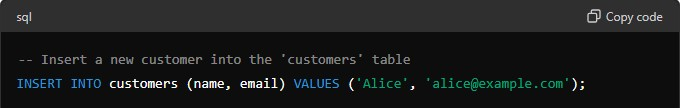 sql
Copy code
-- Insert a new customer into the 'customers' table
INSERT INTO customers (name, email) VALUES ('Alice', 'alice@example.com');